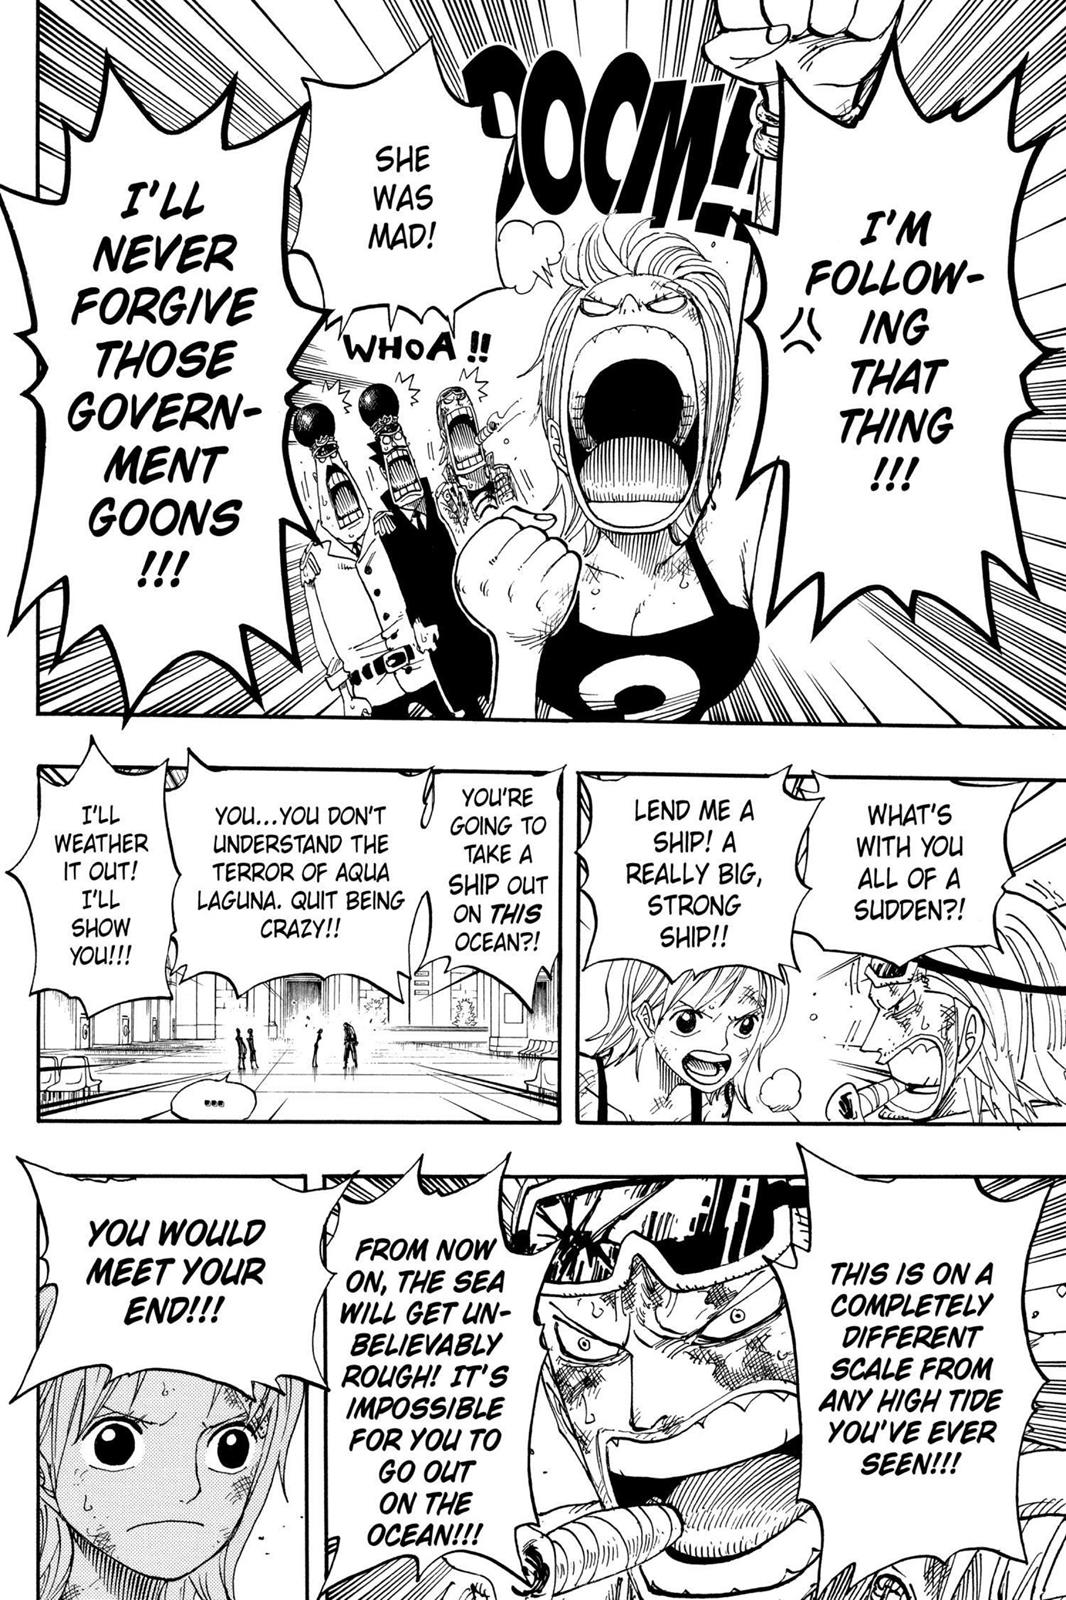 DOOM!!
I'M
FOLLOW-
ING
THAT
THING
!!!
SHE
WAS
MAD!
WHOA!!
I'LL
NEVER
FORGIVE
THOSE
GOVERN-
MENT
GOONS
!!!
WHAT'S
WITH YOU
ALL OF A
SUDDEN?!
LEND ME A
SHIP! A
REALLY BIG,
STRONG
SHIP!!
YOU'RE
GOING TO
TAKE A
SHIP OUT
ON THIS
OCEAN?!
YOU...YOU DON'T
UNDERSTAND THE
TERROR OF AQUA
LAGUNA. QUIT BEING
CRAZY!!
I'LL
WEATHER
IT OUT!
I'LL
SHOW
YOU!!!
...
THIS IS ON A
COMPLETELY
DIFFERENT
SCALE FROM
ANY HIGH TIDE
YOU'VE EVER
SEEN!!!
FROM NOW
ON, THE SEA
WILL GET UN-
BELIEVABLY
ROUGH! IT'S
IMPOSSIBLE
FOR YOU TO
GO OUT
ON THE
OCEAN!!!
YOU WOULD
MEET YOUR
END!!!